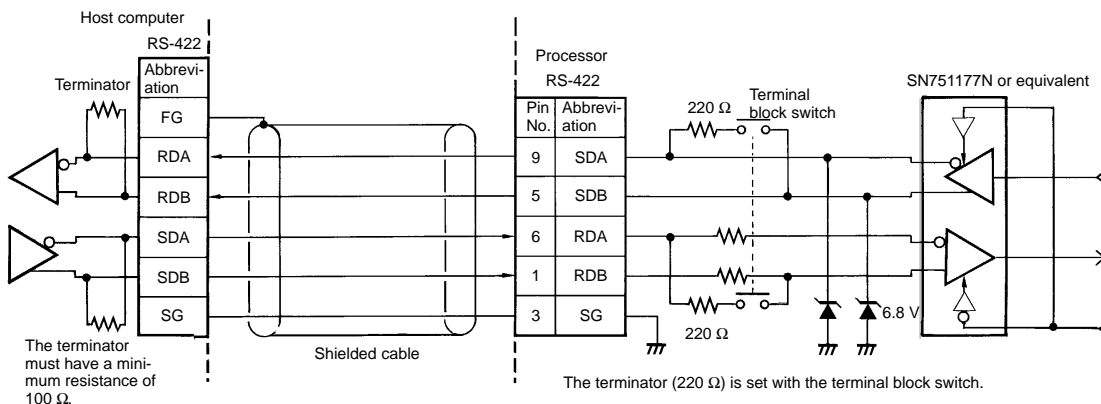 Host computer
RS-422
Abbrevi-
ation
Terminator
FG
RDA
RDB
SDA
SDB
SG
The terminator
must have a mini-
mum resistance of
100 Ω.
Shielded cable
Processor
RS-422
Pin
No.
Abbrevi-
ation
9 SDA
5 SDB
6 RDA
1 RDB
3 SG
220 Ω
Terminal
block switch
220 Ω
6.8 V
SN751177N or equivalent
The terminator (220 Ω) is set with the terminal block switch.